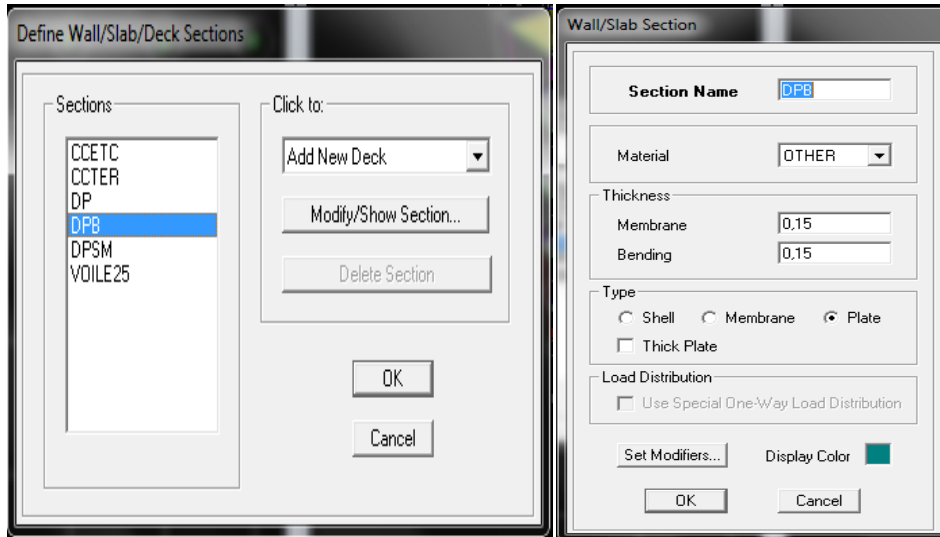 Define Wall/Slab/Deck Sections
Sections
CCETC
CCTER
DP
DPB
DPSM
VOILE25
Click to:
Add New Deck
Modify/Show Section...
Delete Section
OK
Cancel
Wall/Slab Section
Section Name DPB
Material OTHER
Thickness
Membrane 0,15
Bending 0,15
Type
Shell Membrane Plate
Thick Plate
Load Distribution
Use Special One-Way Load Distribution
Set Modifiers... Display Color
OK Cancel